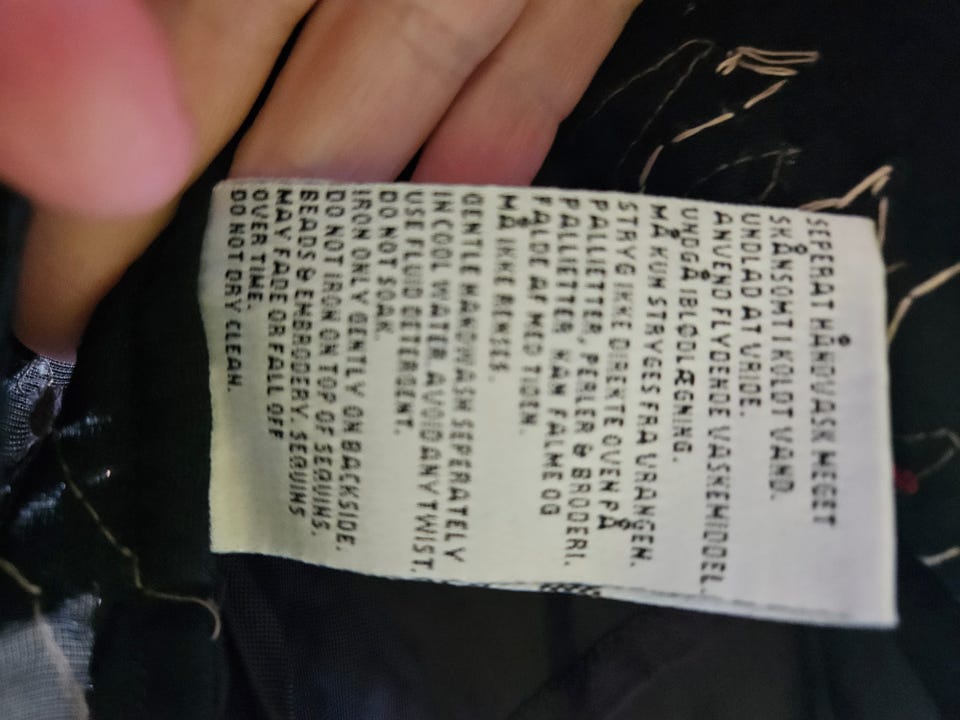 SEPERAT HÅNDVASK MEGET
SKÅNSOMT I KOLDT VAND.
UNDLAD AT VRIDE.
ANVEND FLYDENDE VASKEMIDDEL.
UNDGÅ IBLØDLÆGNING.
MÅ KUN STRYGES FRA VRANGEN.
STRYG IKKE DIREKTE OVEN PÅ
PALLIETTER, PERLER & BRODERI.
PALLIETTER KAN FALME OG
FALDE AF MED TIDEN.
MÅ IKKE RENSES.
GENTLE HANDWASH SEPERATELY
IN COOL WATER. AVOID ANY TWIST.
USE FLUID DETERGENT.
DO NOT SOAK.
IRON ONLY GENTLY ON BACKSIDE.
DO NOT IRON ON TOP OF SEQUINS.
BEADS & EMBRODERY. SEQUINS
MAY FADE OR FALL OFF
OVER TIME.
DO NOT DRY CLEAN.